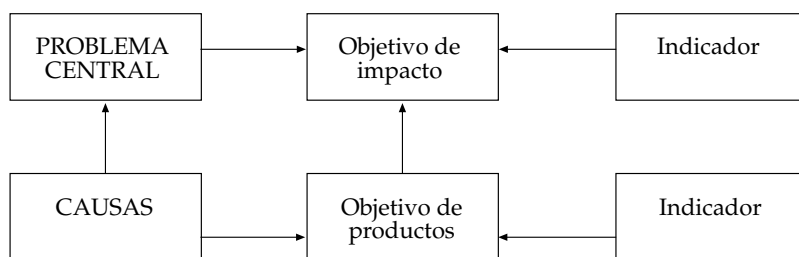 PROBLEMA
CENTRAL
Objetivo de
impacto
Indicador
CAUSAS
Objetivo de
productos
Indicador